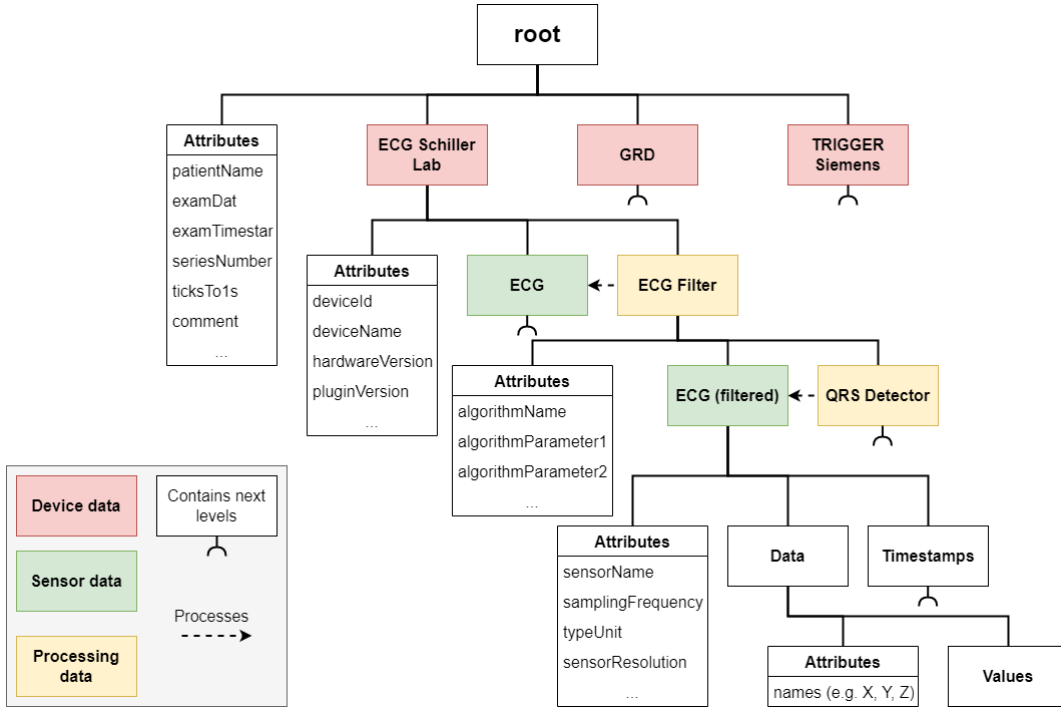 root
Attributes
patientName
examDat
examTimestar
seriesNumber
ticksTo1s
comment
...
ECG Schiller
Lab
GRD
TRIGGER
Siemens
Attributes
deviceId
deviceName
hardwareVersion
pluginVersion
...
ECG
ECG Filter
Attributes
algorithmName
algorithmParameter1
algorithmParameter2
...
ECG (filtered)
QRS Detector
Attributes
sensorName
samplingFrequency
typeUnit
sensorResolution
...
Data
Timestamps
Attributes
names (e.g. X, Y, Z)
Values
Device data
Contains next
levels
Sensor data
Processes
Processing
data